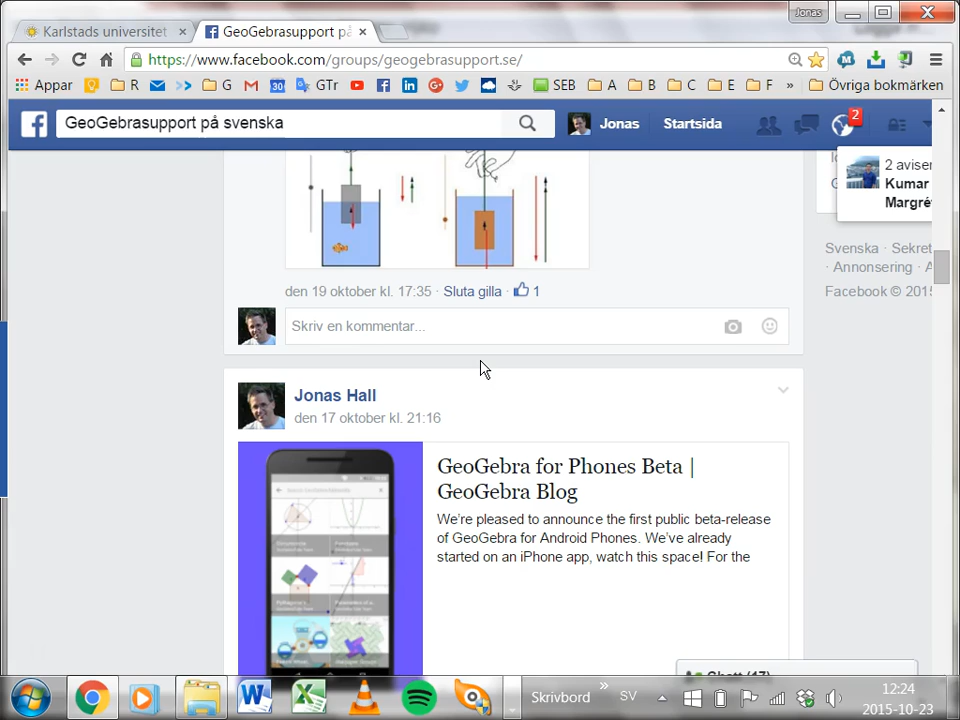 Jonas
Karlstads universitet
GeoGebrasupport på
https://www.facebook.com/groups/geogebrasupport.se/
Appar
R
G
GTr
SEB
A
B
C
D
E
F
»
Övriga bokmärken
GeoGebrasupport på svenska
Jonas
Startsida
2
2 aviser
Kumar
Margré
Svenska · Sekret
· Annonsering ·
Facebook © 2015
den 19 oktober kl. 17:35 · Sluta gilla · 1
Skriv en kommentar...
Jonas Hall
den 17 oktober kl. 21:16
GeoGebra for Phones Beta |
GeoGebra Blog
We're pleased to announce the first public beta-release
of GeoGebra for Android Phones. We've already
started on an iPhone app, watch this space! For the
Chatt (17)
Skrivbord
SV
12:24
2015-10-23